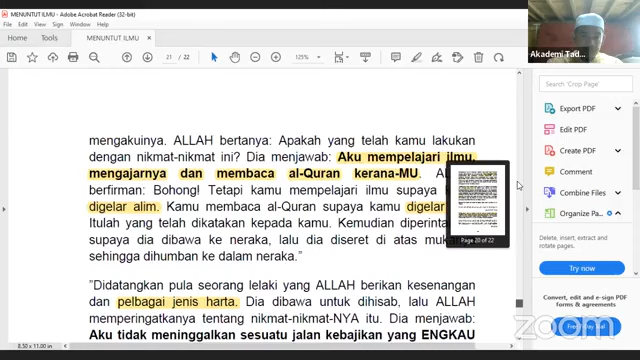 MENUNTUT ILMU.pdf - Adobe Acrobat Reader (32-bit)
File Edit View Sign Window Help
Home Tools MENUNTUT ILMU
21 / 22 125%
Akademi Tad...
mengakuinya. ALLAH bertanya: Apakah yang telah kamu lakukan
dengan nikmat-nikmat ini? Dia menjawab: Aku mempelajari ilmu,
mengajarnya dan membaca al-Quran kerana-MU.
berfirman: Bohong! Tetapi kamu mempelajari ilmu supaya
digelar alim. Kamu membaca al-Quran supaya kamu digelar
Itulah yang telah dikatakan kepada kamu. Kemudian
supaya dia dibawa ke neraka, lalu dia diseret di atas
sehingga dihumban ke dalam neraka."
"Didatangkan pula seorang lelaki yang ALLAH berikan kesenangan
dan pelbagai jenis harta. Dia dibawa untuk dihisab, lalu ALLAH
memperingatkannya tentang nikmat-nikmat-NYA itu. Dia menjawab:
Aku tidak meninggalkan sesuatu jalan kebajikan yang ENGKAU
8.50 x 11.00 in
Page 20 of 22
Search 'Crop Page'
Export PDF
Edit PDF
Create PDF
Comment
Combine Files
Organize Pa...
Delete, insert, extract and
rotate pages.
Try now
Convert, edit and e-sign PDF
forms & agreements
Free 7-Day Trial
zoom